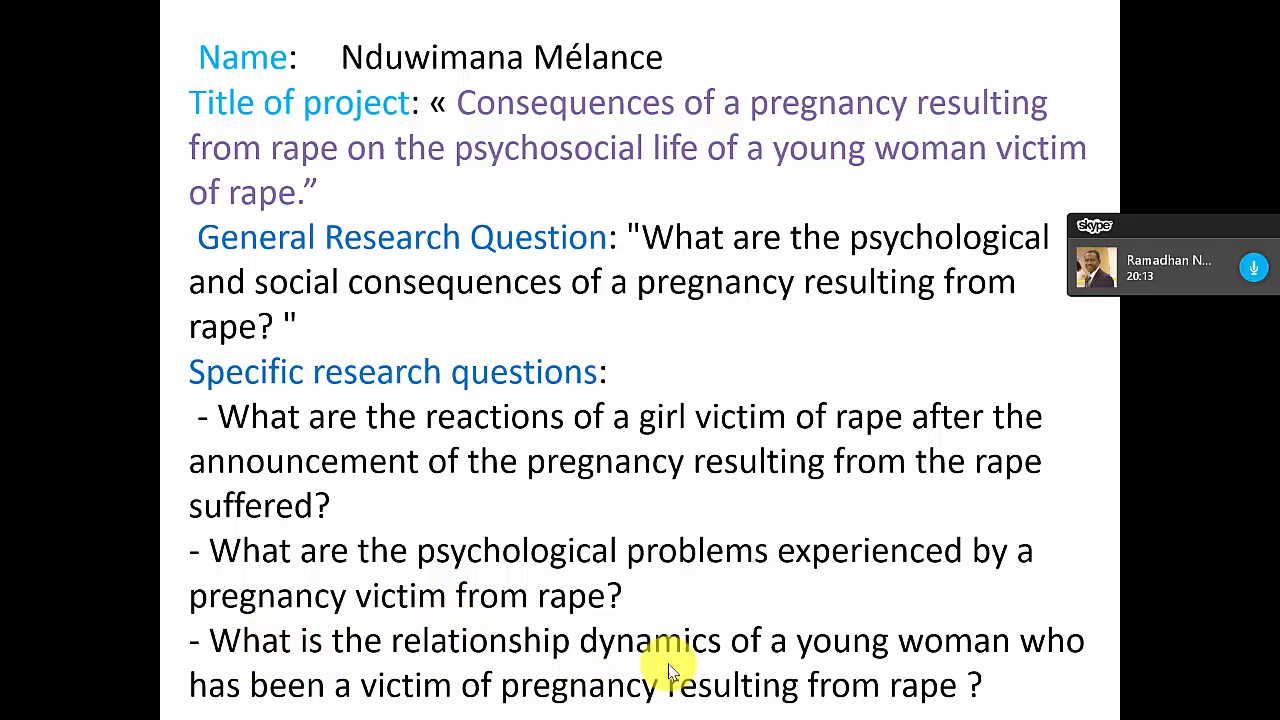 Name: Nduwimana Mélance
Title of project: « Consequences of a pregnancy resulting
from rape on the psychosocial life of a young woman victim
of rape.”
General Research Question: "What are the psychological
and social consequences of a pregnancy resulting from
rape? "
skype
Ramadhan N...
20:13
Specific research questions:
- What are the reactions of a girl victim of rape after the
announcement of the pregnancy resulting from the rape
suffered?
- What are the psychological problems experienced by a
pregnancy victim from rape?
- What is the relationship dynamics of a young woman who
has been a victim of pregnancy resulting from rape ?